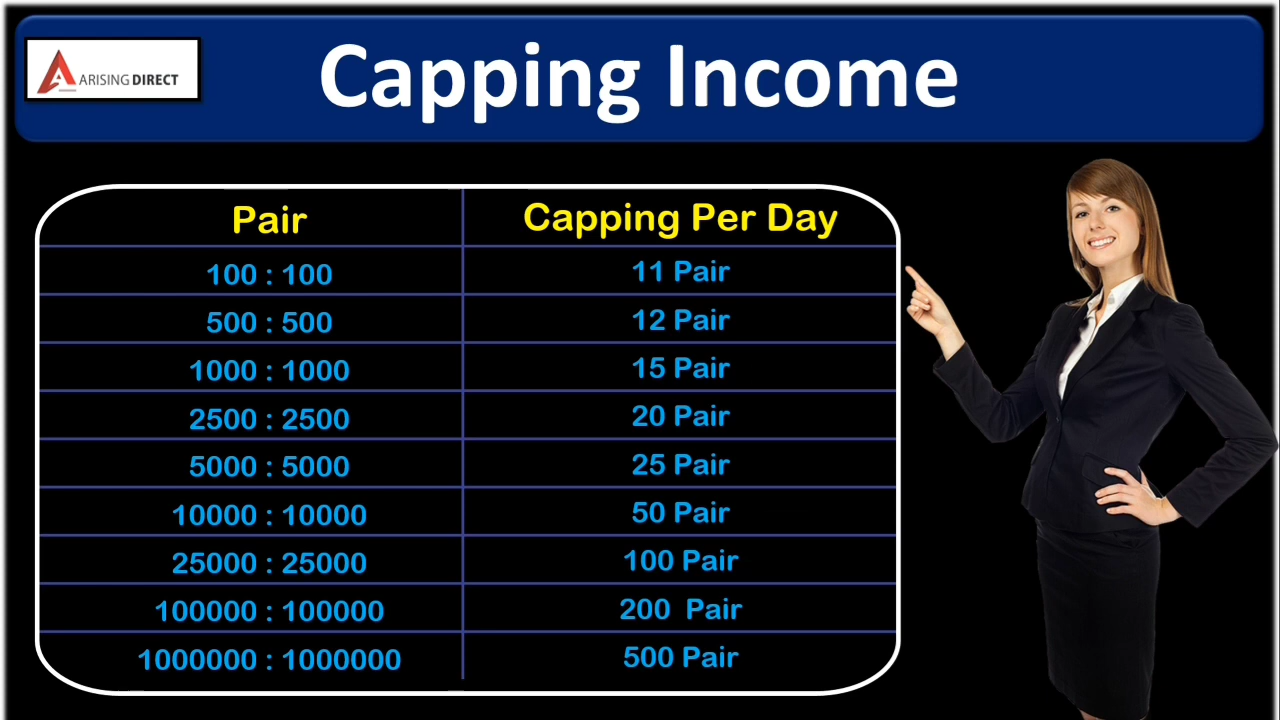 ARISING DIRECT
Capping Income
Pair Capping Per Day
100 : 100 11 Pair
500 : 500 12 Pair
1000 : 1000 15 Pair
2500 : 2500 20 Pair
5000 : 5000 25 Pair
10000 : 10000 50 Pair
25000 : 25000 100 Pair
100000 : 100000 200 Pair
1000000 : 1000000 500 Pair